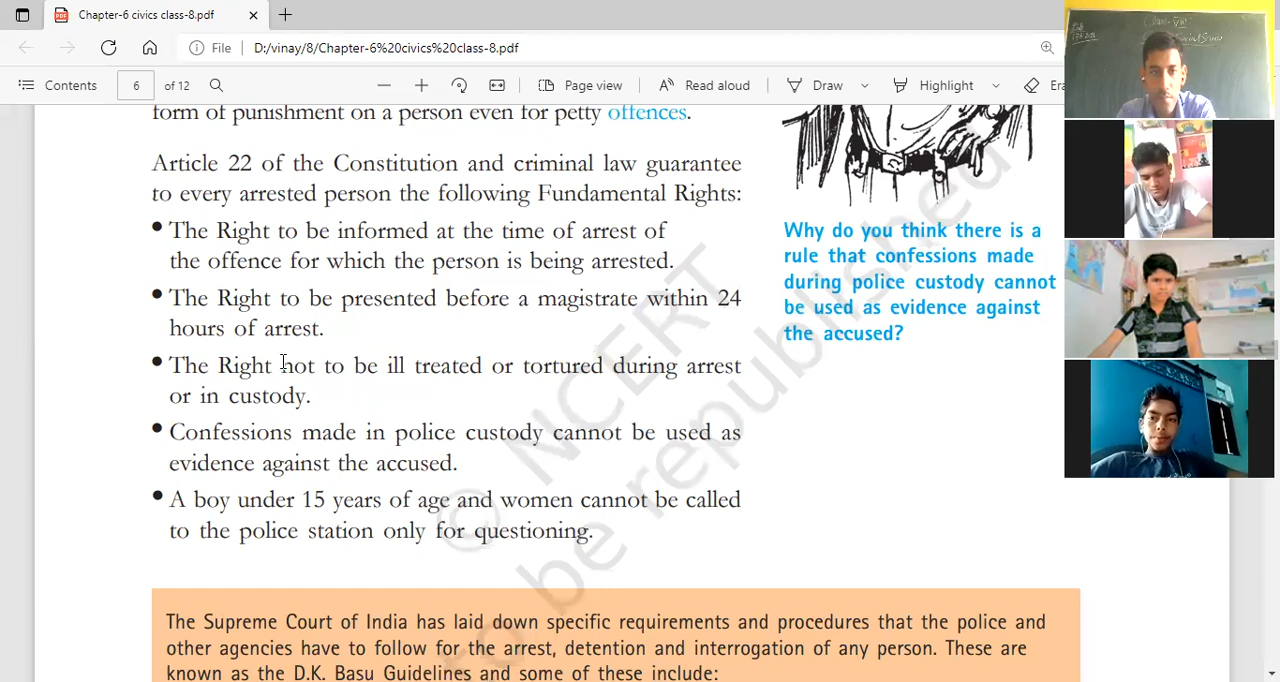 Chapter-6 civics class-8.pdf
File D:/vinay/8/Chapter-6%20civics%20class-8.pdf
Contents 6 of 12 Page view Read aloud Draw Highlight Era
form of punishment on a person even for petty offences.
Article 22 of the Constitution and criminal law guarantee
to every arrested person the following Fundamental Rights:
• The Right to be informed at the time of arrest of
the offence for which the person is being arrested.
• The Right to be presented before a magistrate within 24
hours of arrest.
• The Right not to be ill treated or tortured during arrest
or in custody.
• Confessions made in police custody cannot be used as
evidence against the accused.
• A boy under 15 years of age and women cannot be called
to the police station only for questioning.
Why do you think there is a
rule that confessions made
during police custody cannot
be used as evidence against
the accused?
The Supreme Court of India has laid down specific requirements and procedures that the police and
other agencies have to follow for the arrest, detention and interrogation of any person. These are
known as the D.K. Basu Guidelines and some of these include:
© NCERT
to be republished
Class VIII